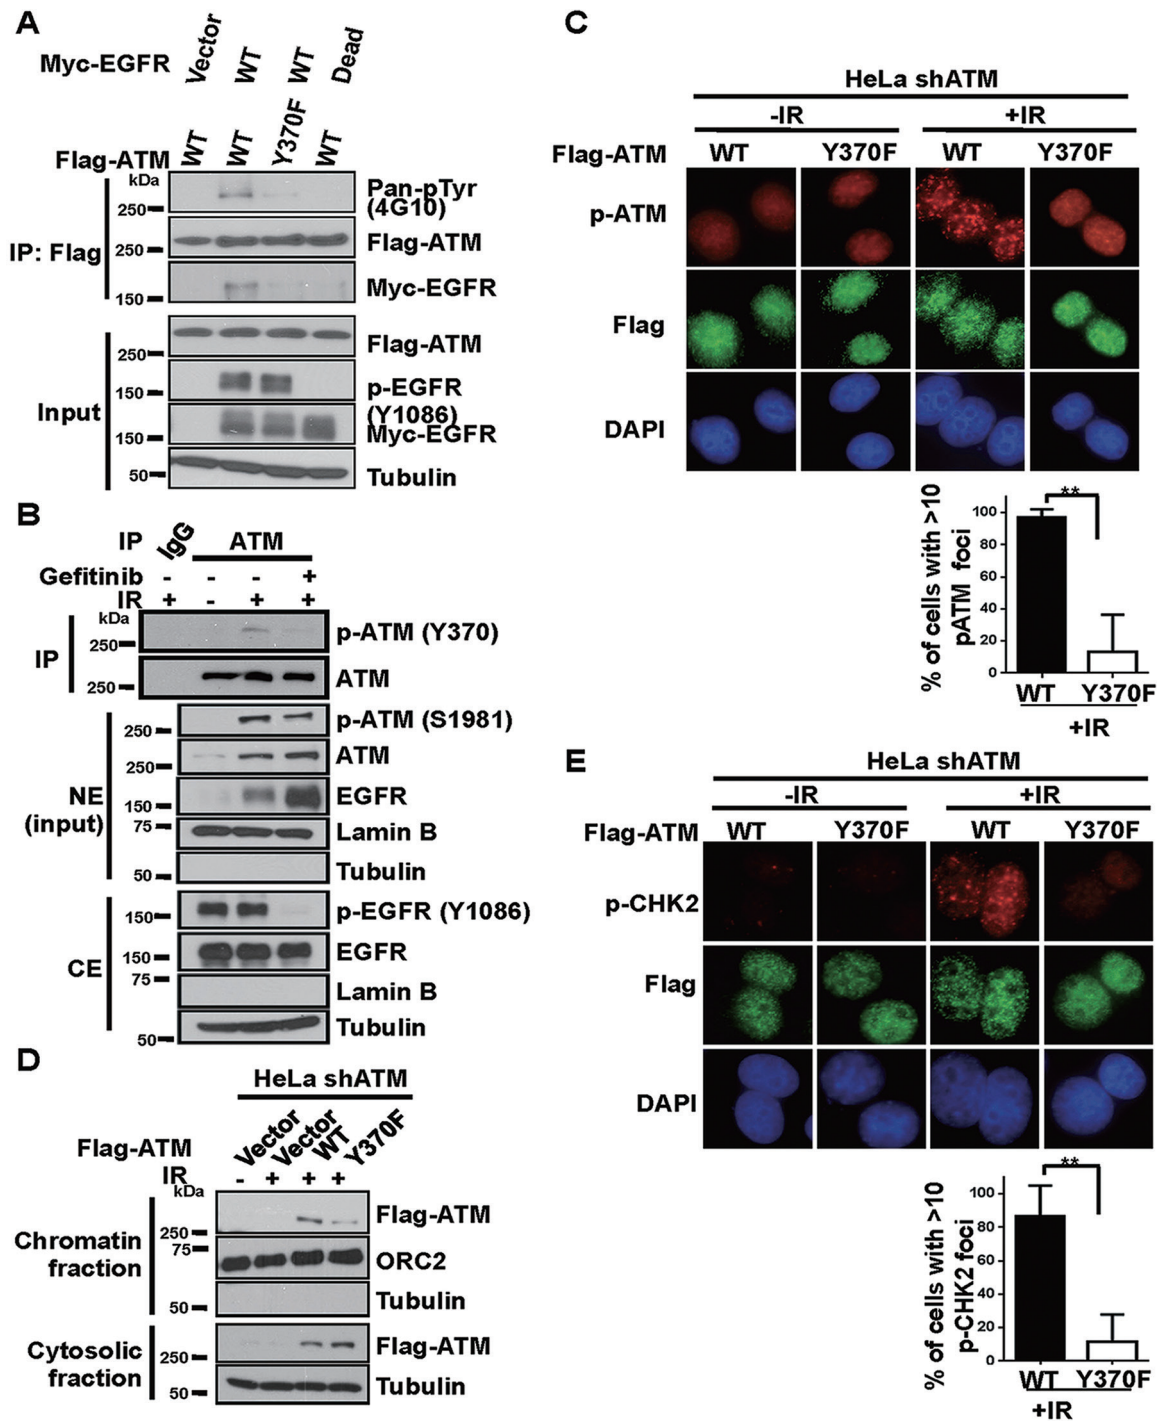 A
Myc-EGFR Vector WT WT Dead
Flag-ATM WT WT Y370F WT
kDa
IP: Flag
250 Pan-pTyr (4G10)
250 Flag-ATM
150 Myc-EGFR
Input
250 Flag-ATM
150 p-EGFR (Y1086)
150 Myc-EGFR
50 Tubulin
B
IP IgG ATM
Gefitinib - - - +
IR + - + +
kDa
IP
250 p-ATM (Y370)
250 ATM
NE (input)
250 p-ATM (S1981)
250 ATM
150 EGFR
75 Lamin B
50 Tubulin
CE
150 p-EGFR (Y1086)
150 EGFR
75 Lamin B
50 Tubulin
D
HeLa shATM
Flag-ATM Vector Vector WT Y370F
IR - + + +
kDa
Chromatin fraction
250 Flag-ATM
75 ORC2
50 Tubulin
Cytosolic fraction
250 Flag-ATM
50 Tubulin
C
HeLa shATM
-IR +IR
Flag-ATM WT Y370F WT Y370F
p-ATM
Flag
DAPI
% of cells with >10
pATM foci
**
100
80
60
40
20
0
WT Y370F
+IR
E
HeLa shATM
-IR +IR
Flag-ATM WT Y370F WT Y370F
p-CHK2
Flag
DAPI
% of cells with >10
p-CHK2 foci
**
100
80
60
40
20
0
WT Y370F
+IR